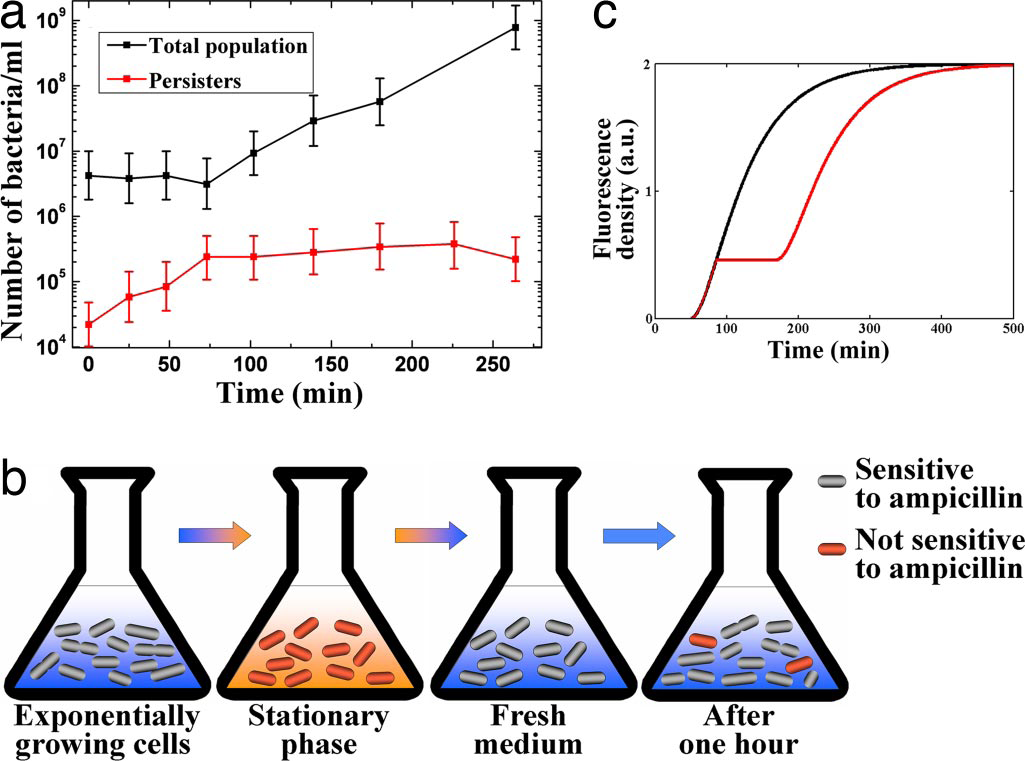 a
Number of bacteria/ml
10⁹
10⁸
10⁷
10⁶
10⁵
10⁴
Total population
Persisters
0 50 100 150 200 250
Time (min)
c
Fluorescence
density (a.u.)
2
1
0
0 100 200 300 400 500
Time (min)
b
Sensitive
to ampicillin
Not sensitive
to ampicillin
Exponentially
growing cells
Stationary
phase
Fresh
medium
After
one hour